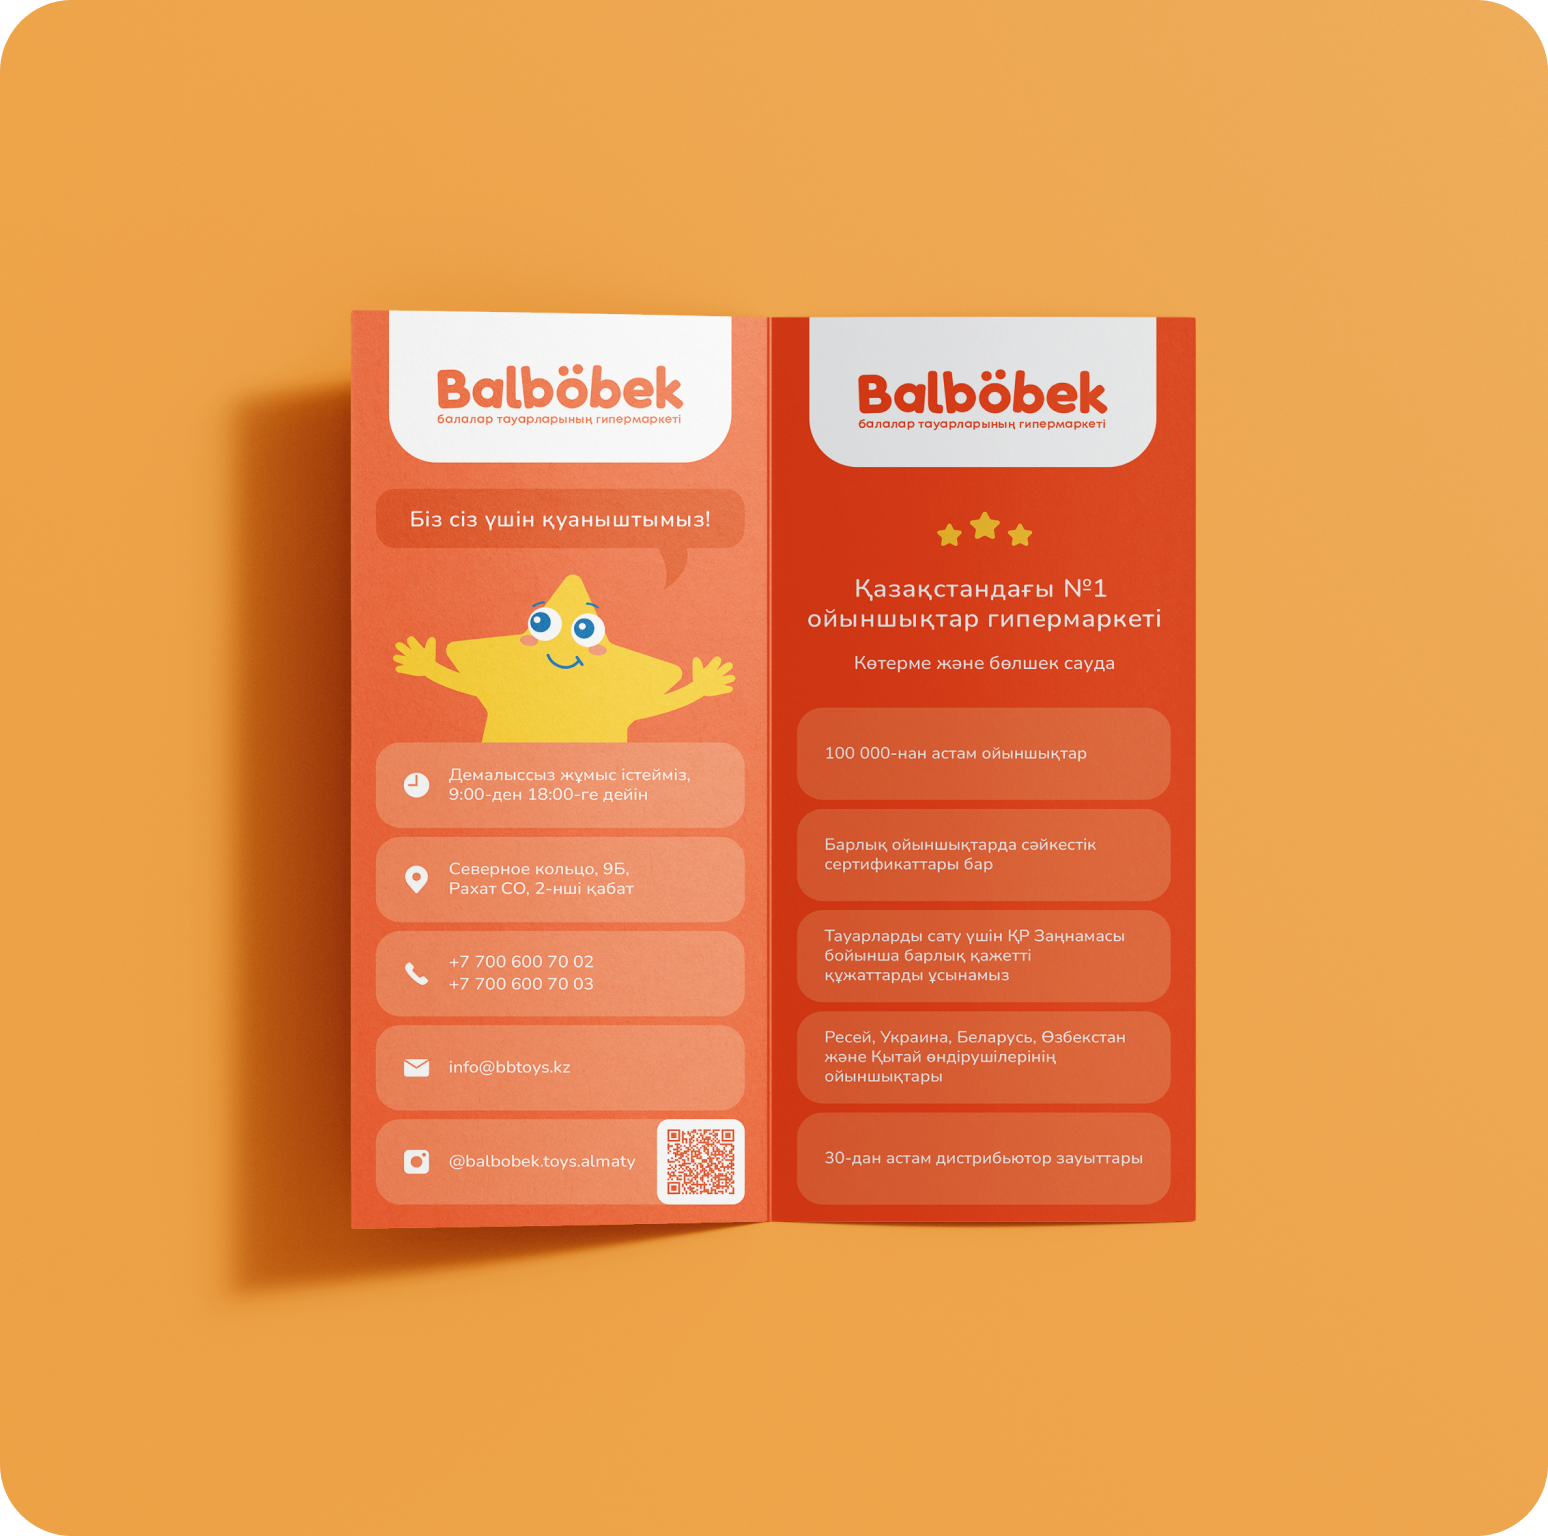 Balböbek
балалар тауарларының гипермаркеті
Біз сіз үшін қуаныштымыз!
Демалыссыз жұмыс істейміз,
9:00-ден 18:00-ге дейін
Северное кольцо, 9Б,
Рахат СО, 2-нші қабат
+7 700 600 70 02
+7 700 600 70 03
info@bbtoys.kz
@balbobek.toys.almaty
Balböbek
балалар тауарларының гипермаркеті
Қазақстандағы №1
ойыншықтар гипермаркеті
Көтерме және бөлшек сауда
100 000-нан астам ойыншықтар
Барлық ойыншықтарда сәйкестік
сертификаттары бар
Тауарларды сату үшін ҚР Заңнамасы
бойынша барлық қажетті
құжаттарды ұсынамыз
Ресей, Украина, Беларусь, Өзбекстан
және Қытай өндірушілерінің
ойыншықтары
30-дан астам дистрибьютор зауыттары